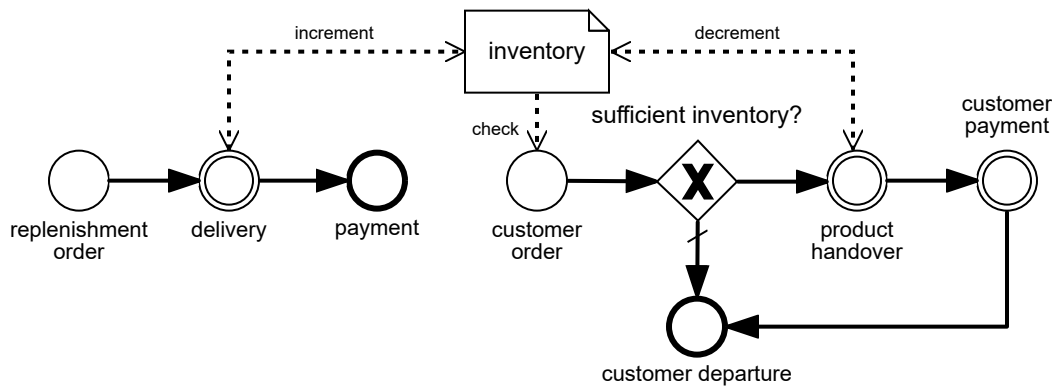 increment
inventory
decrement
check
sufficient inventory?
customer
payment
replenishment
order
delivery
payment
customer
order
X
product
handover
customer departure